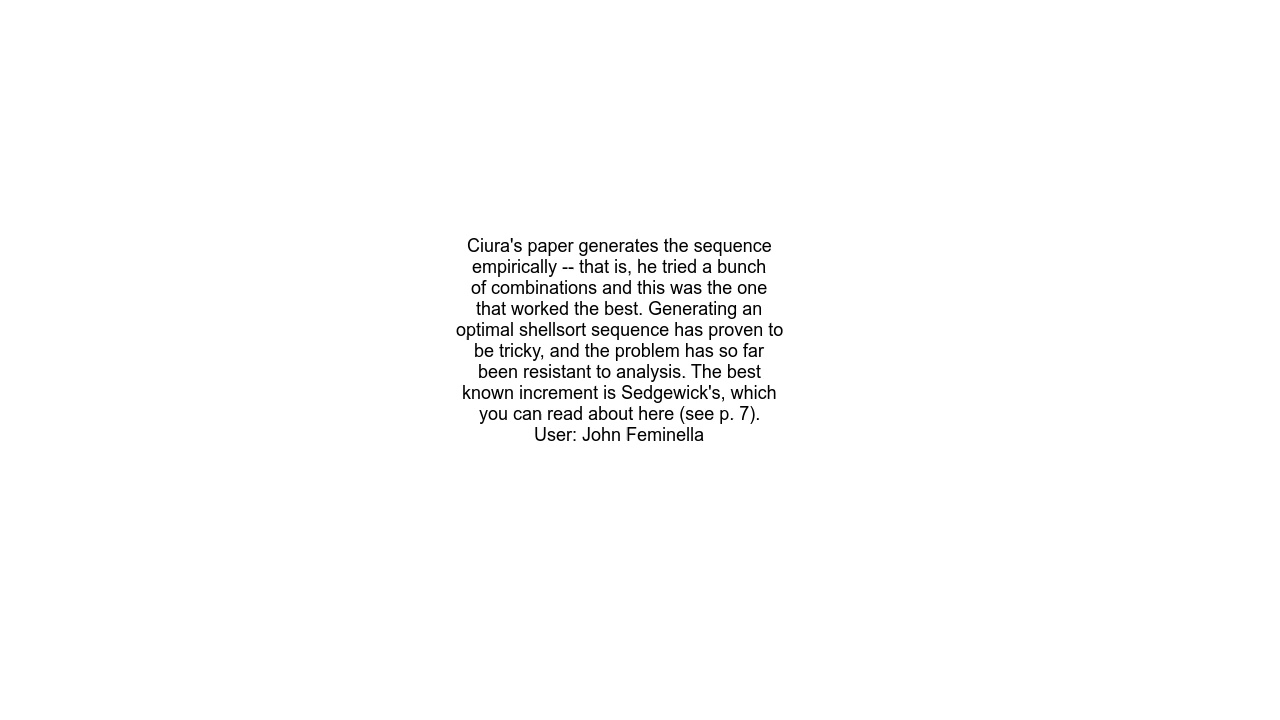 Ciura's paper generates the sequence
empirically -- that is, he tried a bunch
of combinations and this was the one
that worked the best. Generating an
optimal shellsort sequence has proven to
be tricky, and the problem has so far
been resistant to analysis. The best
known increment is Sedgewick's, which
you can read about here (see p. 7).
User: John Feminella